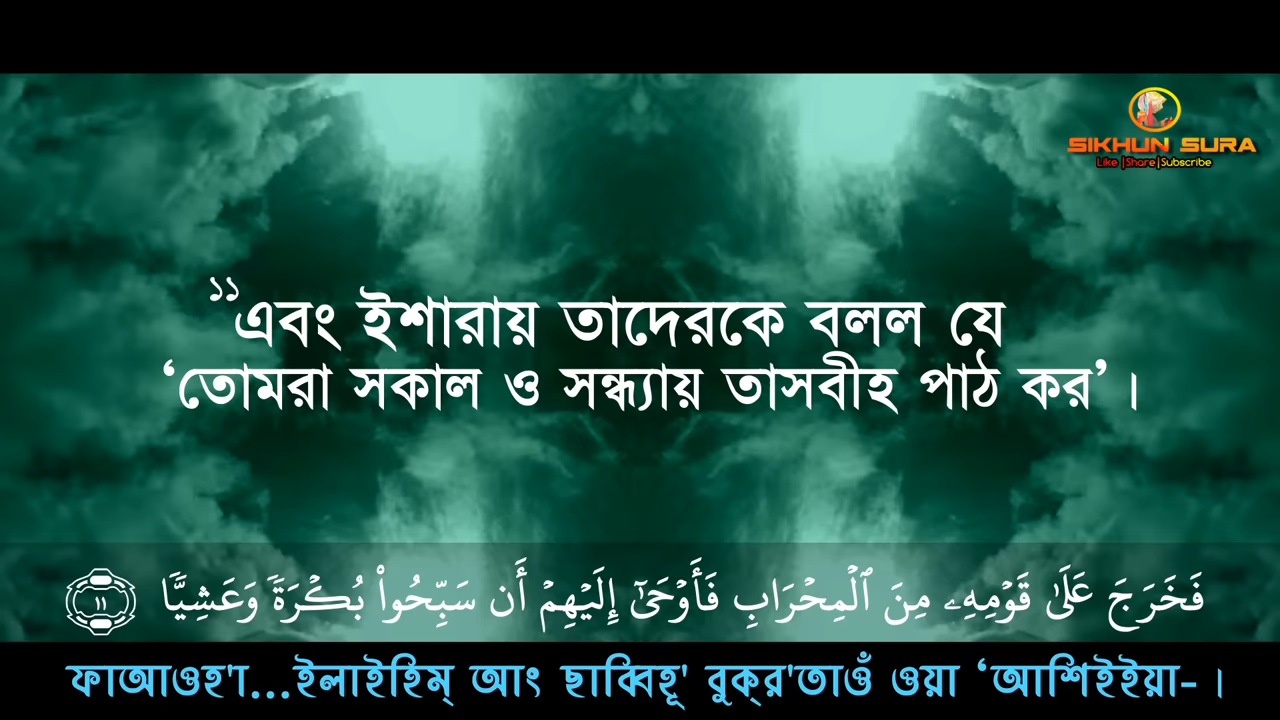 SIKHUN SURA
Like |Share|Subscribe
১১এবং ইশারায় তাদেরকে বলল যে
‘তোমরা সকাল ও সন্ধ্যায় তাসবীহ পাঠ কর’ ।
فَخَرَجَ عَلَىٰ قَوْمِهِۦ مِنَ ٱلْمِحْرَابِ فَأَوْحَىٰٓ إِلَيْهِمْ أَن سَبِّحُوا۟ بُكْرَةً وَعَشِيًّا ١١
ফাআওহ'া...ইলাইহিম্ আং ছাব্বিহূ' বুক্‌র'তাওঁ ওয়া ‘আশিইইয়া- ।